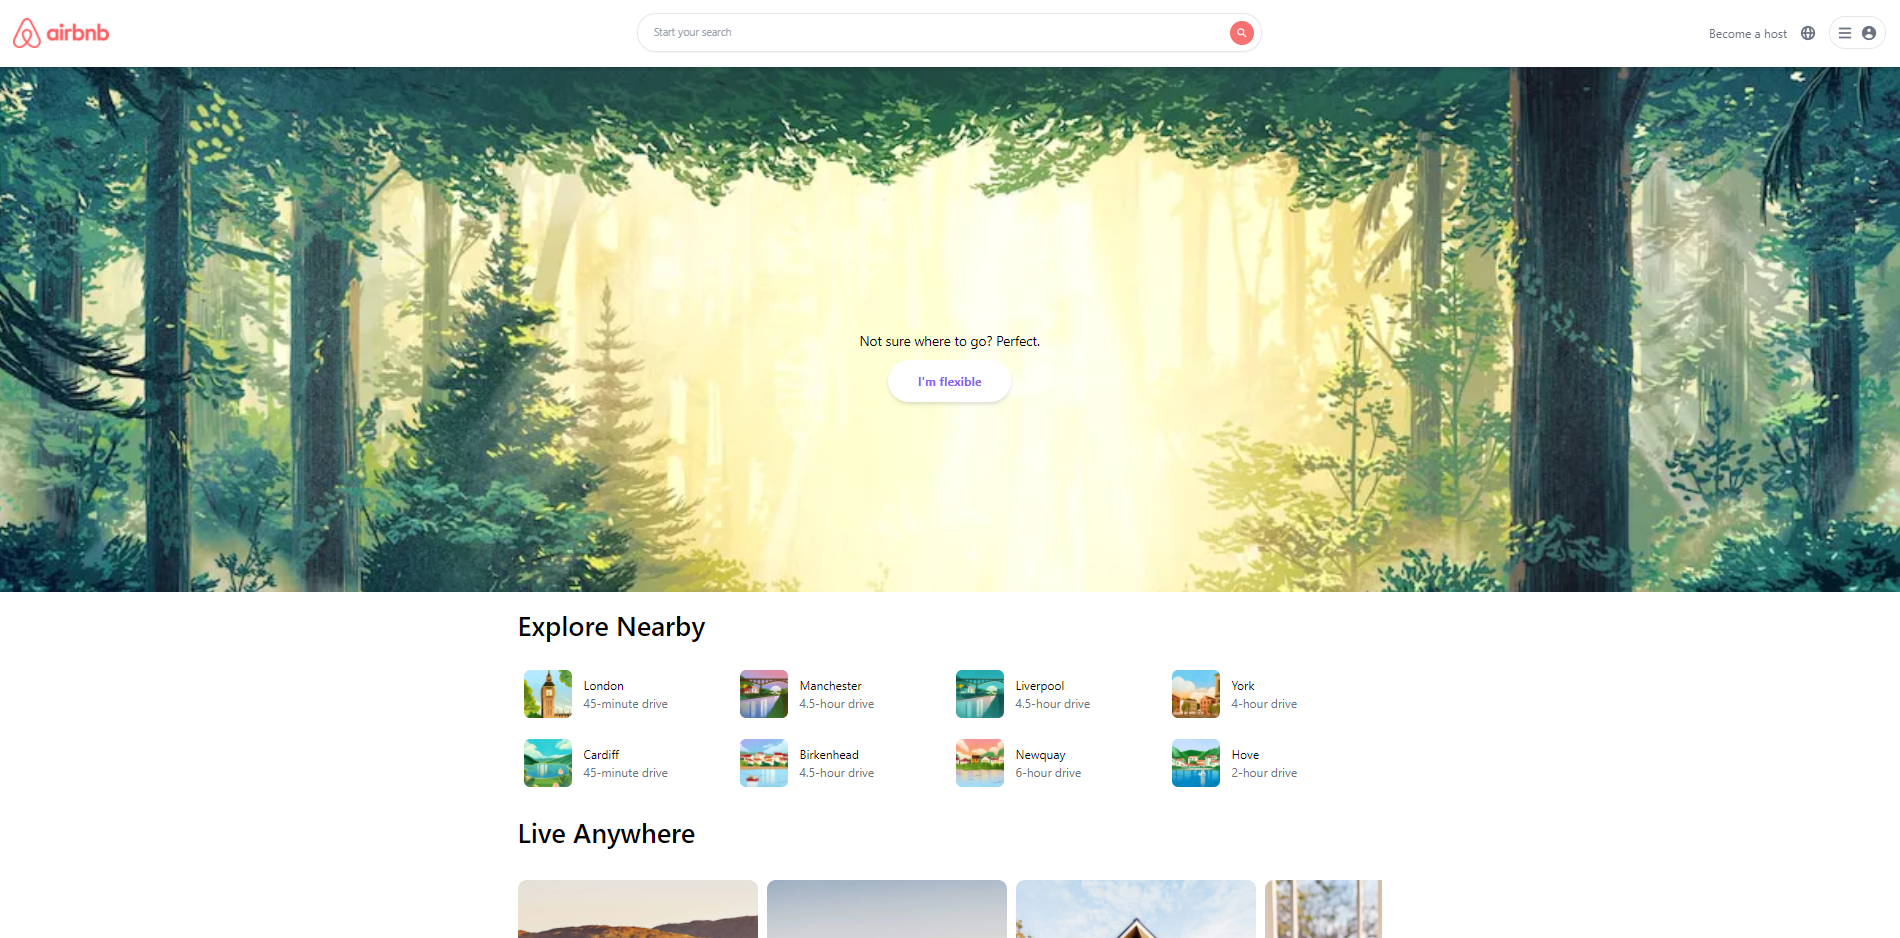 airbnb
Start your search
Become a host
Not sure where to go? Perfect.
I'm flexible
Explore Nearby
London
45-minute drive
Manchester
4.5-hour drive
Liverpool
4.5-hour drive
York
4-hour drive
Cardiff
45-minute drive
Birkenhead
4.5-hour drive
Newquay
6-hour drive
Hove
2-hour drive
Live Anywhere